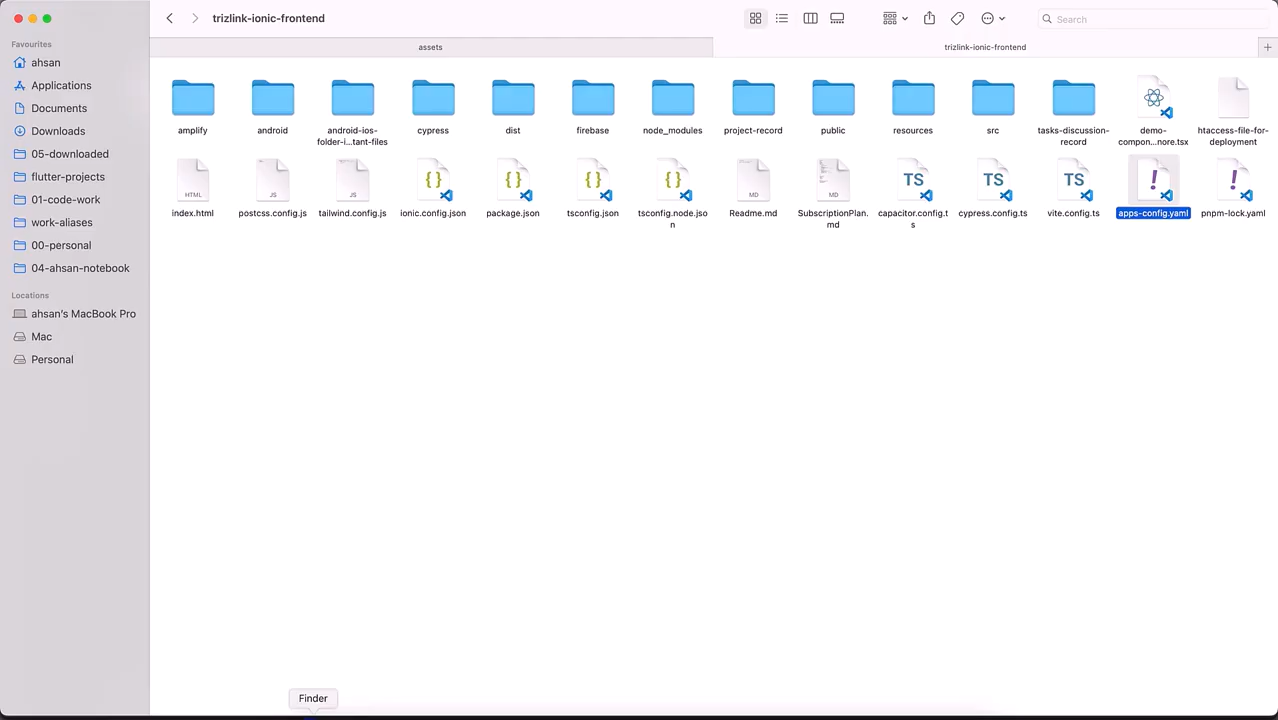 trizlink-ionic-frontend
Search
Favourites
ahsan
Applications
Documents
Downloads
05-downloaded
flutter-projects
01-code-work
work-aliases
00-personal
04-ahsan-notebook
Locations
ahsan's MacBook Pro
Mac
Personal
assets
trizlink-ionic-frontend
+
amplify
android
android-ios-
folder-i...tant-files
cypress
dist
firebase
node_modules
project-record
public
resources
src
tasks-discussion-
record
demo-
compon...nore.tsx
htaccess-file-for-
deployment
HTML
index.html
JS
postcss.config.js
JS
tailwind.config.js
{}
ionic.config.json
{}
package.json
{}
tsconfig.json
{}
tsconfig.node.jso
n
MD
Readme.md
MD
SubscriptionPlan.
md
TS
capacitor.config.t
s
TS
cypress.config.ts
TS
vite.config.ts
!
apps-config.yaml
!
pnpm-lock.yaml
Finder